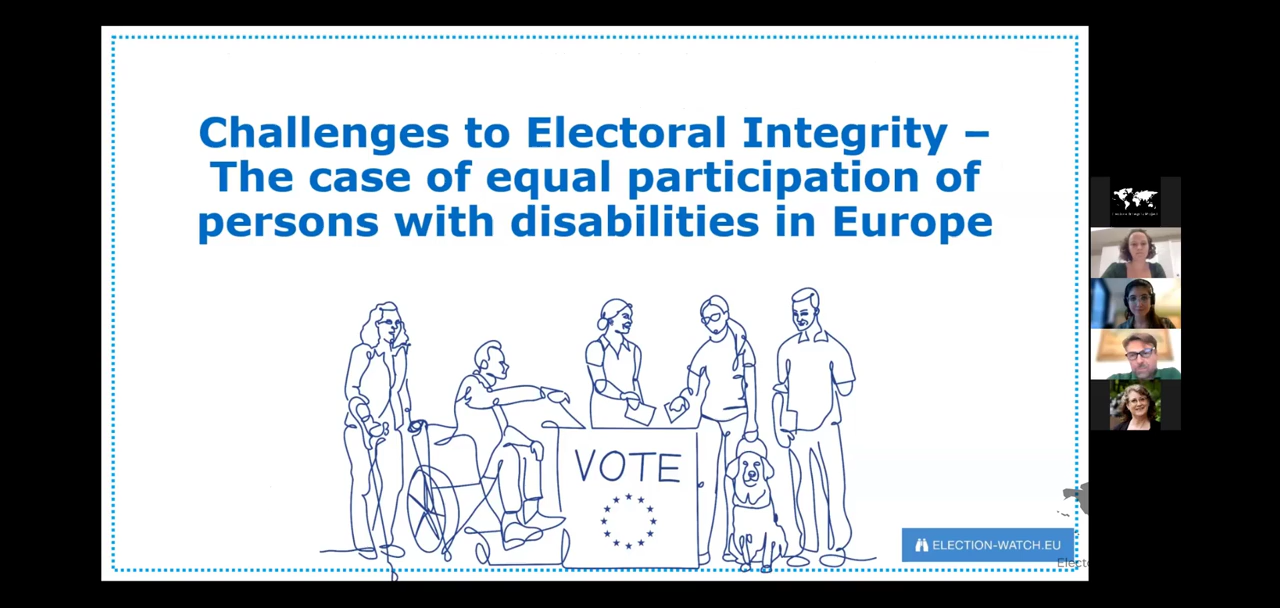 Challenges to Electoral Integrity –
The case of equal participation of
persons with disabilities in Europe
VOTE
ELECTION-WATCH.EU